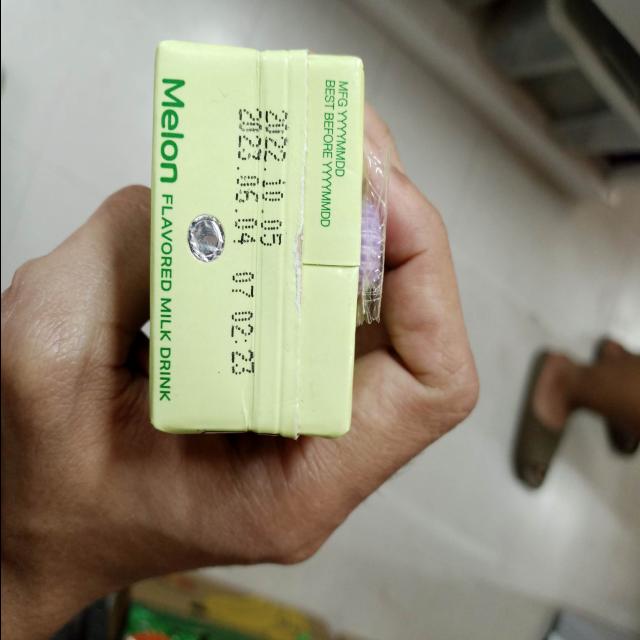 MFG YYYYMMDD
BEST BEFORE YYYYMMDD
2022.10.05
2023.06.04 07 02:23
Melon FLAVORED MILK DRINK